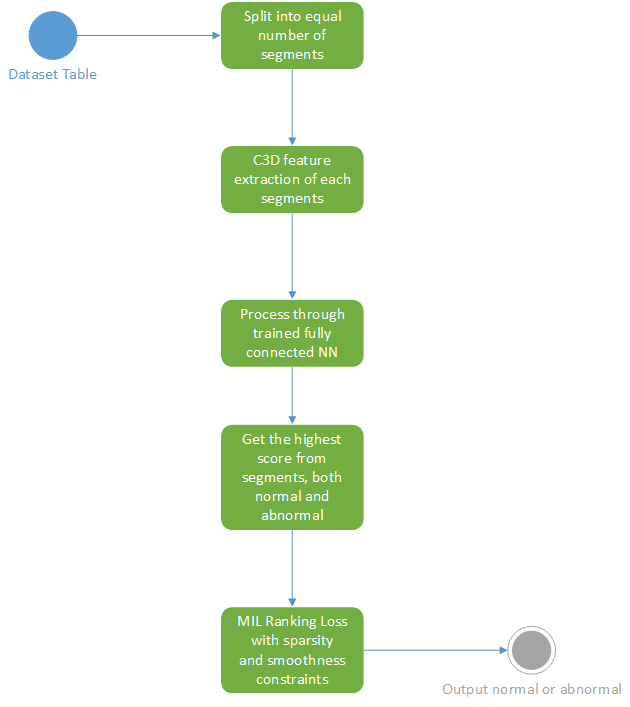 Split into equal
number of
segments
Dataset Table
C3D feature
extraction of each
segments
Process through
trained fully
connected NN
Get the highest
score from
segments, both
normal and
abnormal
MIL Ranking Loss
with sparsity
and smoothness
constraints
Output normal or abnormal